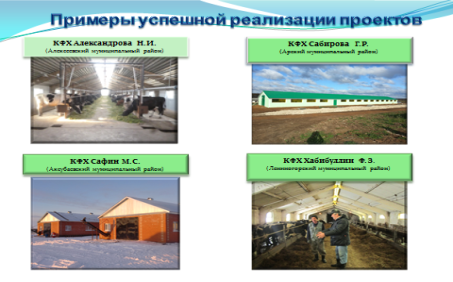 Примеры успешной реализации проектов
КФХ Александрова Н.И.
(Алексеевский муниципальный район)
КФХ Сабирова Г.Р.
(Арский муниципальный район)
КФХ Сафин М.С.
(Аксубаевский муниципальный район)
КФХ Хабибуллин Ф.З.
(Лениногорский муниципальный район)